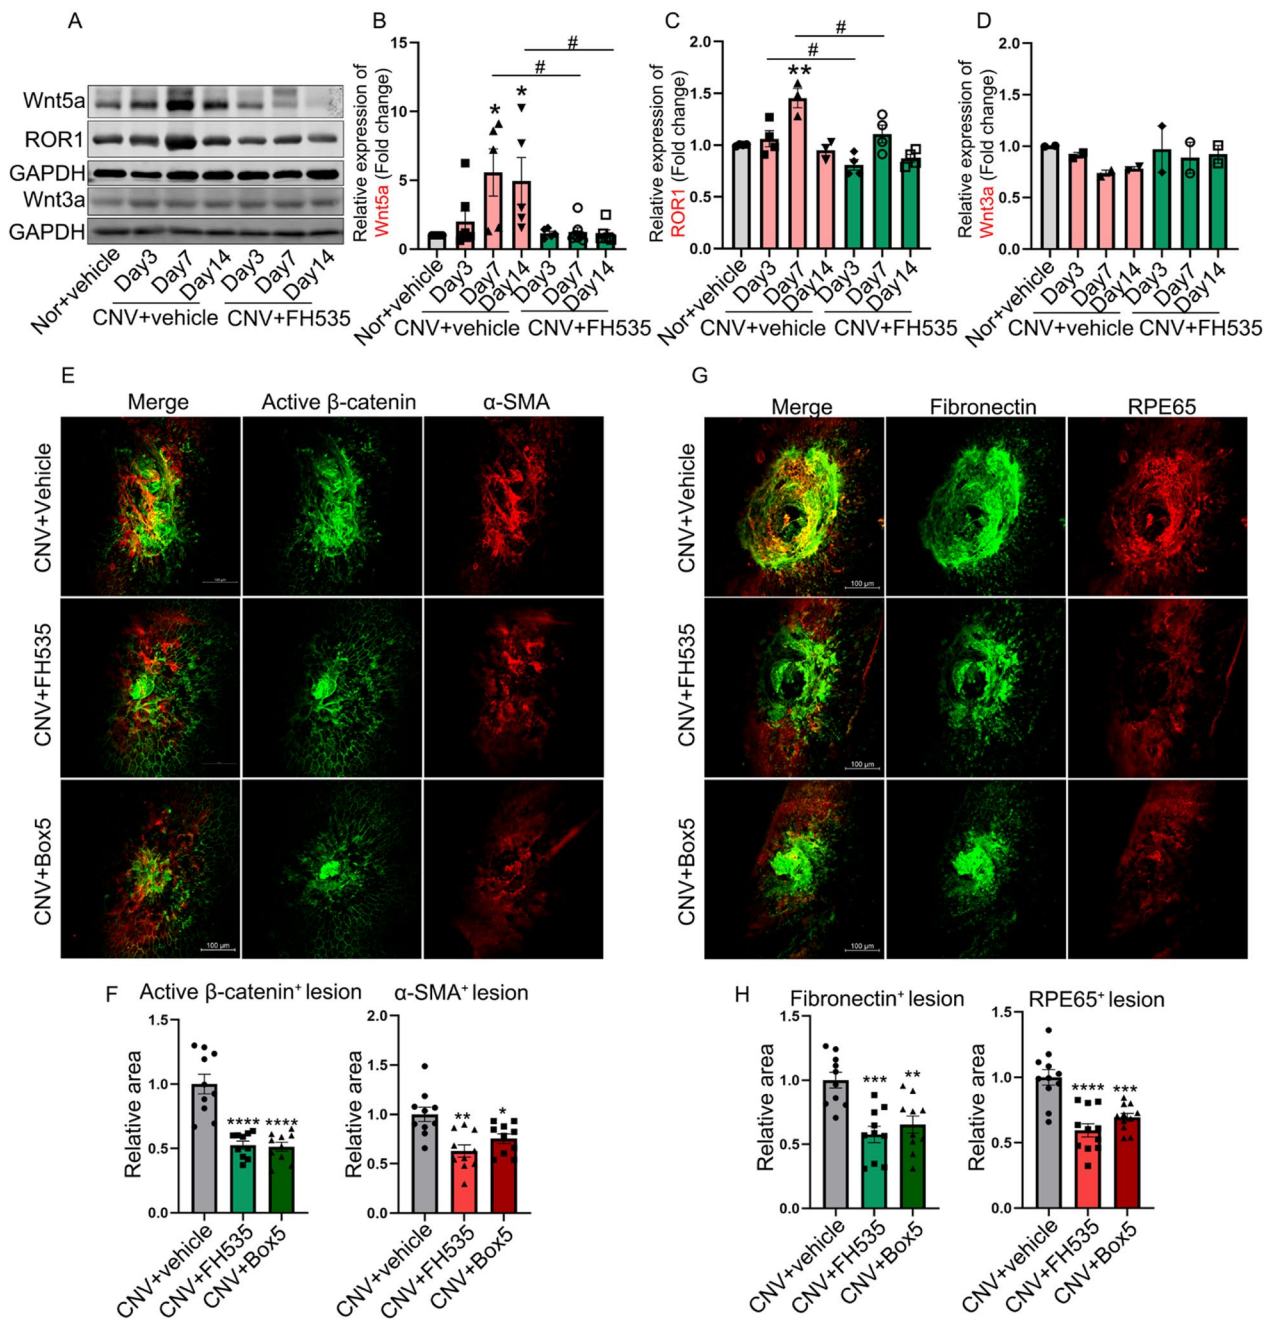 A
Wnt5a
ROR1
GAPDH
Wnt3a
GAPDH
Nor+vehicle
Day3
Day7
Day14
Day3
Day7
Day14
CNV+vehicle
CNV+FH535
B
Relative expression of
Wnt5a (Fold change)
15
10
5
0
*
*
#
#
Nor+vehicle
Day3
Day7
Day14
Day3
Day7
Day14
CNV+vehicle
CNV+FH535
C
Relative expression of
ROR1 (Fold change)
2.0
1.5
1.0
0.5
0.0
#
#
**
Nor+vehicle
Day3
Day7
Day14
Day3
Day7
Day14
CNV+vehicle
CNV+FH535
D
Relative expression of
Wnt3a (Fold change)
2.0
1.5
1.0
0.5
0.0
Nor+vehicle
Day3
Day7
Day14
Day3
Day7
Day14
CNV+vehicle
CNV+FH535
E
Merge
Active β-catenin
α-SMA
CNV+Vehicle
CNV+FH535
CNV+Box5
100 μm
G
Merge
Fibronectin
RPE65
CNV+Vehicle
100 μm
CNV+FH535
100 μm
CNV+Box5
100 μm
F
Active β-catenin⁺ lesion
Relative area
1.5
1.0
0.5
0.0
****
****
CNV+vehicle
CNV+FH535
CNV+Box5
α-SMA⁺ lesion
Relative area
2.0
1.5
1.0
0.5
0.0
**
*
CNV+vehicle
CNV+FH535
CNV+Box5
H
Fibronectin⁺ lesion
Relative area
1.5
1.0
0.5
0.0
***
**
CNV+vehicle
CNV+FH535
CNV+Box5
RPE65⁺ lesion
Relative area
1.5
1.0
0.5
0.0
****
***
CNV+vehicle
CNV+FH535
CNV+Box5